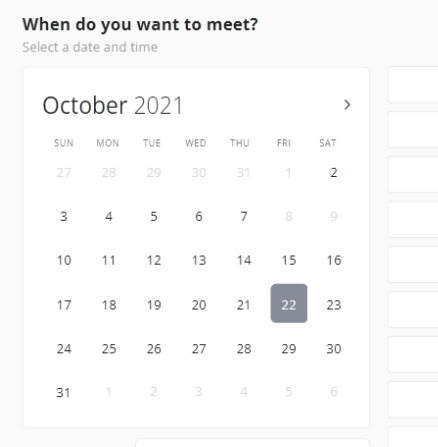 When do you want to meet?
Select a date and time
October 2021
SUN MON TUE WED THU FRI SAT
27 28 29 30 31 1 2
3 4 5 6 7 8 9
10 11 12 13 14 15 16
17 18 19 20 21 22 23
24 25 26 27 28 29 30
31 1 2 3 4 5 6